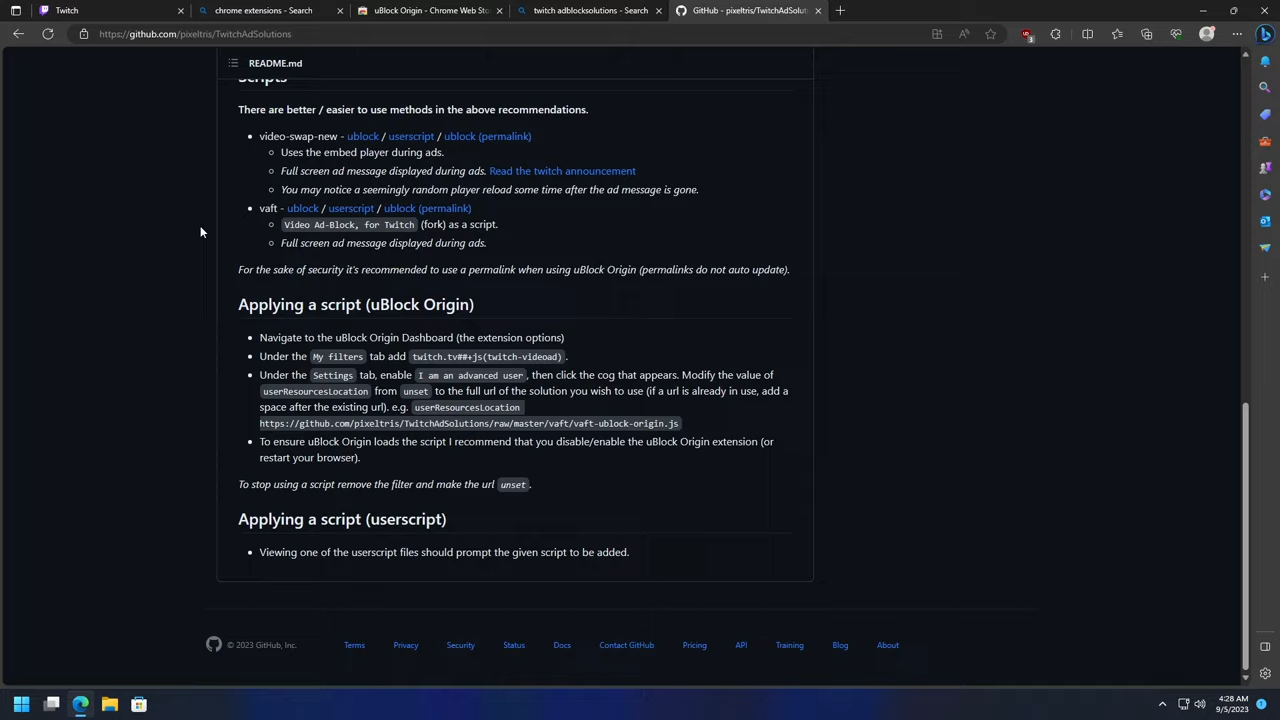 Twitch
chrome extensions - Search
uBlock Origin - Chrome Web Sto
twitch adblocksolutions - Search
GitHub - pixeltris/TwitchAdSoluti
https://github.com/pixeltris/TwitchAdSolutions
3
README.md
Scripts
There are better / easier to use methods in the above recommendations.
video-swap-new - ublock / userscript / ublock (permalink)
Uses the embed player during ads.
Full screen ad message displayed during ads. Read the twitch announcement
You may notice a seemingly random player reload some time after the ad message is gone.
vaft - ublock / userscript / ublock (permalink)
Video Ad-Block, for Twitch (fork) as a script.
Full screen ad message displayed during ads.
For the sake of security it's recommended to use a permalink when using uBlock Origin (permalinks do not auto update).
Applying a script (uBlock Origin)
Navigate to the uBlock Origin Dashboard (the extension options)
Under the My filters tab add twitch.tv##+js(twitch-videoad).
Under the Settings tab, enable I am an advanced user, then click the cog that appears. Modify the value of
userResourcesLocation from unset to the full url of the solution you wish to use (if a url is already in use, add a
space after the existing url). e.g. userResourcesLocation
https://github.com/pixeltris/TwitchAdSolutions/raw/master/vaft/vaft-ublock-origin.js
To ensure uBlock Origin loads the script I recommend that you disable/enable the uBlock Origin extension (or
restart your browser).
To stop using a script remove the filter and make the url unset.
Applying a script (userscript)
Viewing one of the userscript files should prompt the given script to be added.
© 2023 GitHub, Inc. Terms Privacy Security Status Docs Contact GitHub Pricing API Training Blog About
4:28 AM
9/5/2023
1